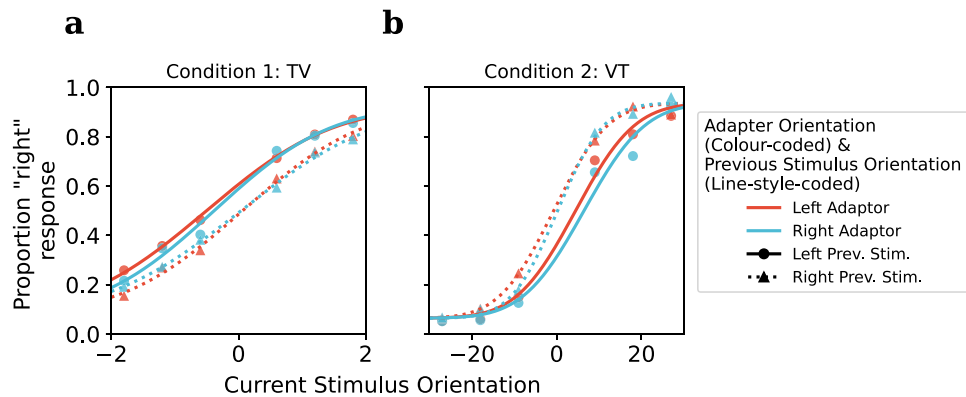 a
b
Condition 1: TV
Condition 2: VT
Proportion "right"
response
1.0
0.8
0.6
0.4
0.2
0.0
−2
0
2
−20
0
20
Current Stimulus Orientation
Adapter Orientation
(Colour-coded) &
Previous Stimulus Orientation
(Line-style-coded)
Left Adaptor
Right Adaptor
Left Prev. Stim.
Right Prev. Stim.